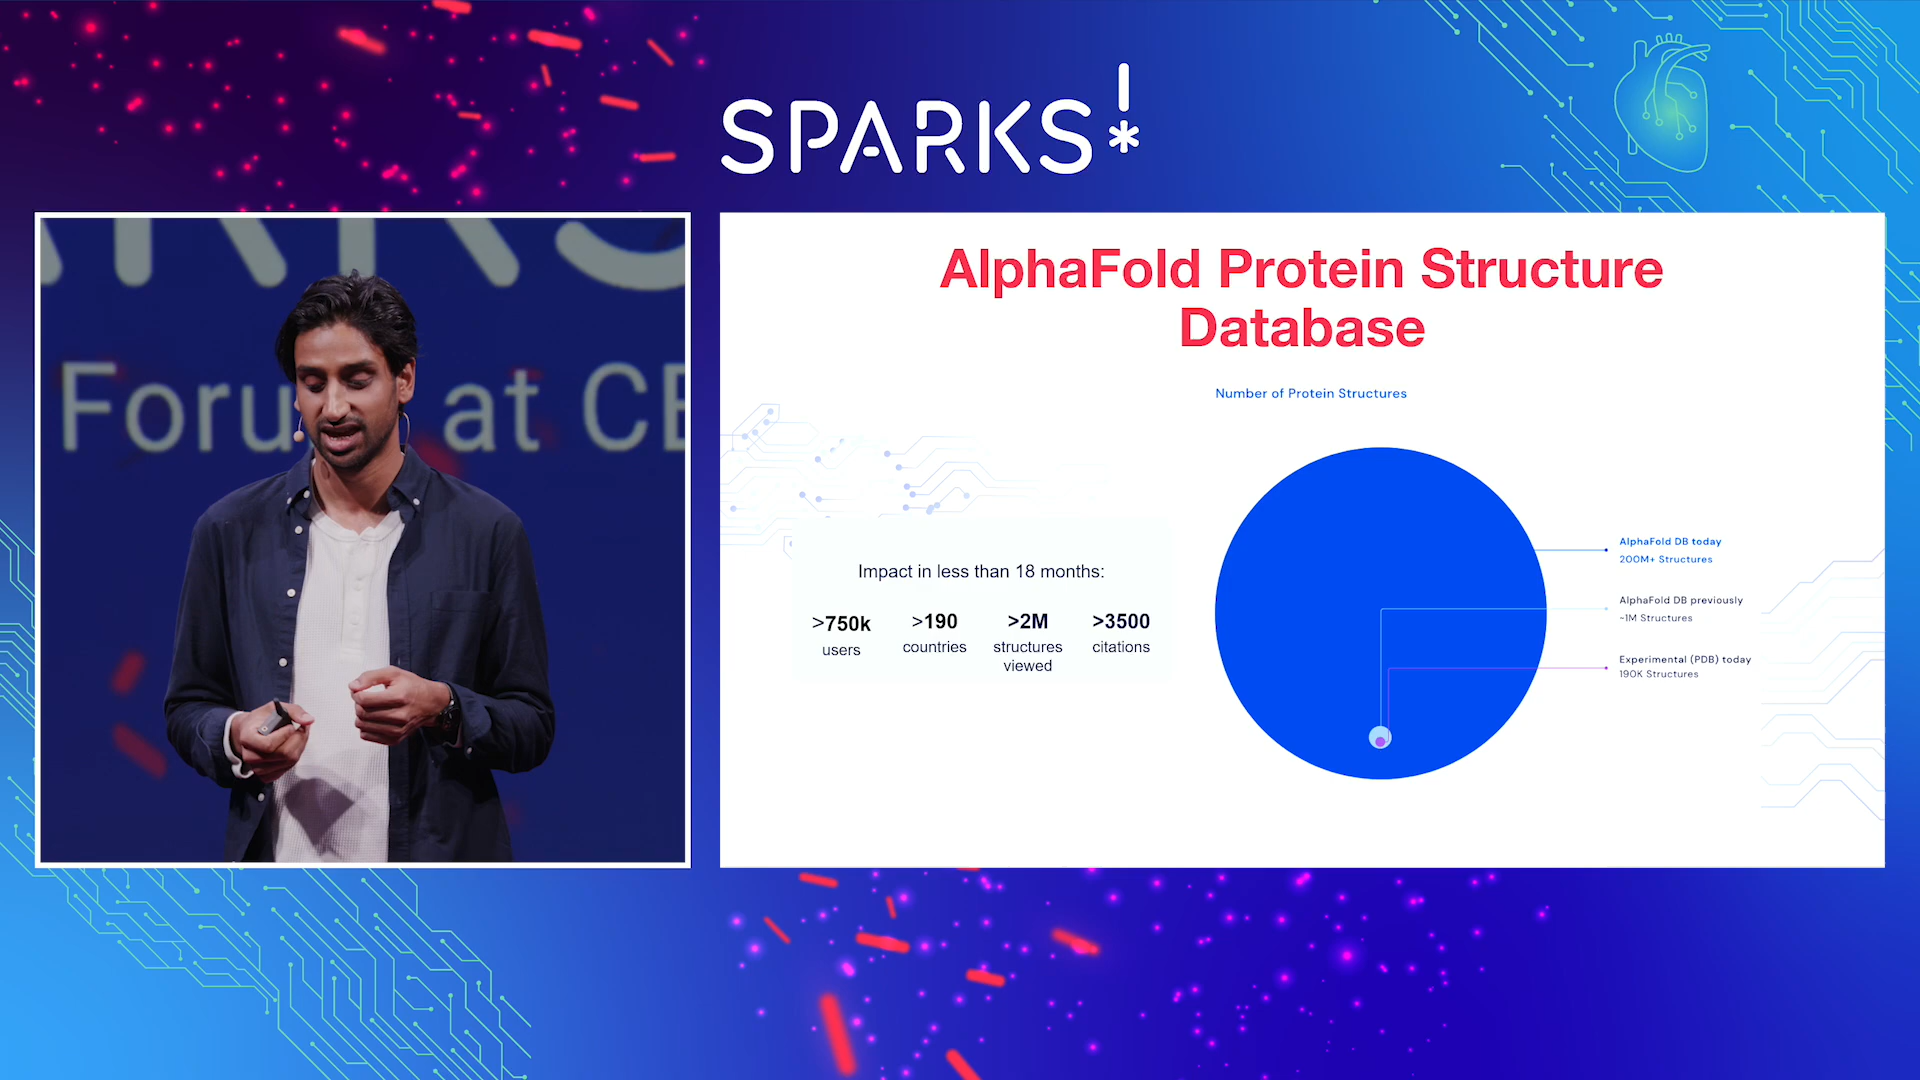 SPARKS!*
ARKS
Forum at CE
AlphaFold Protein Structure
Database
Number of Protein Structures
Impact in less than 18 months:
>750k
users
>190
countries
>2M
structures
viewed
>3500
citations
AlphaFold DB today
200M+ Structures
AlphaFold DB previously
~1M Structures
Experimental (PDB) today
190K Structures